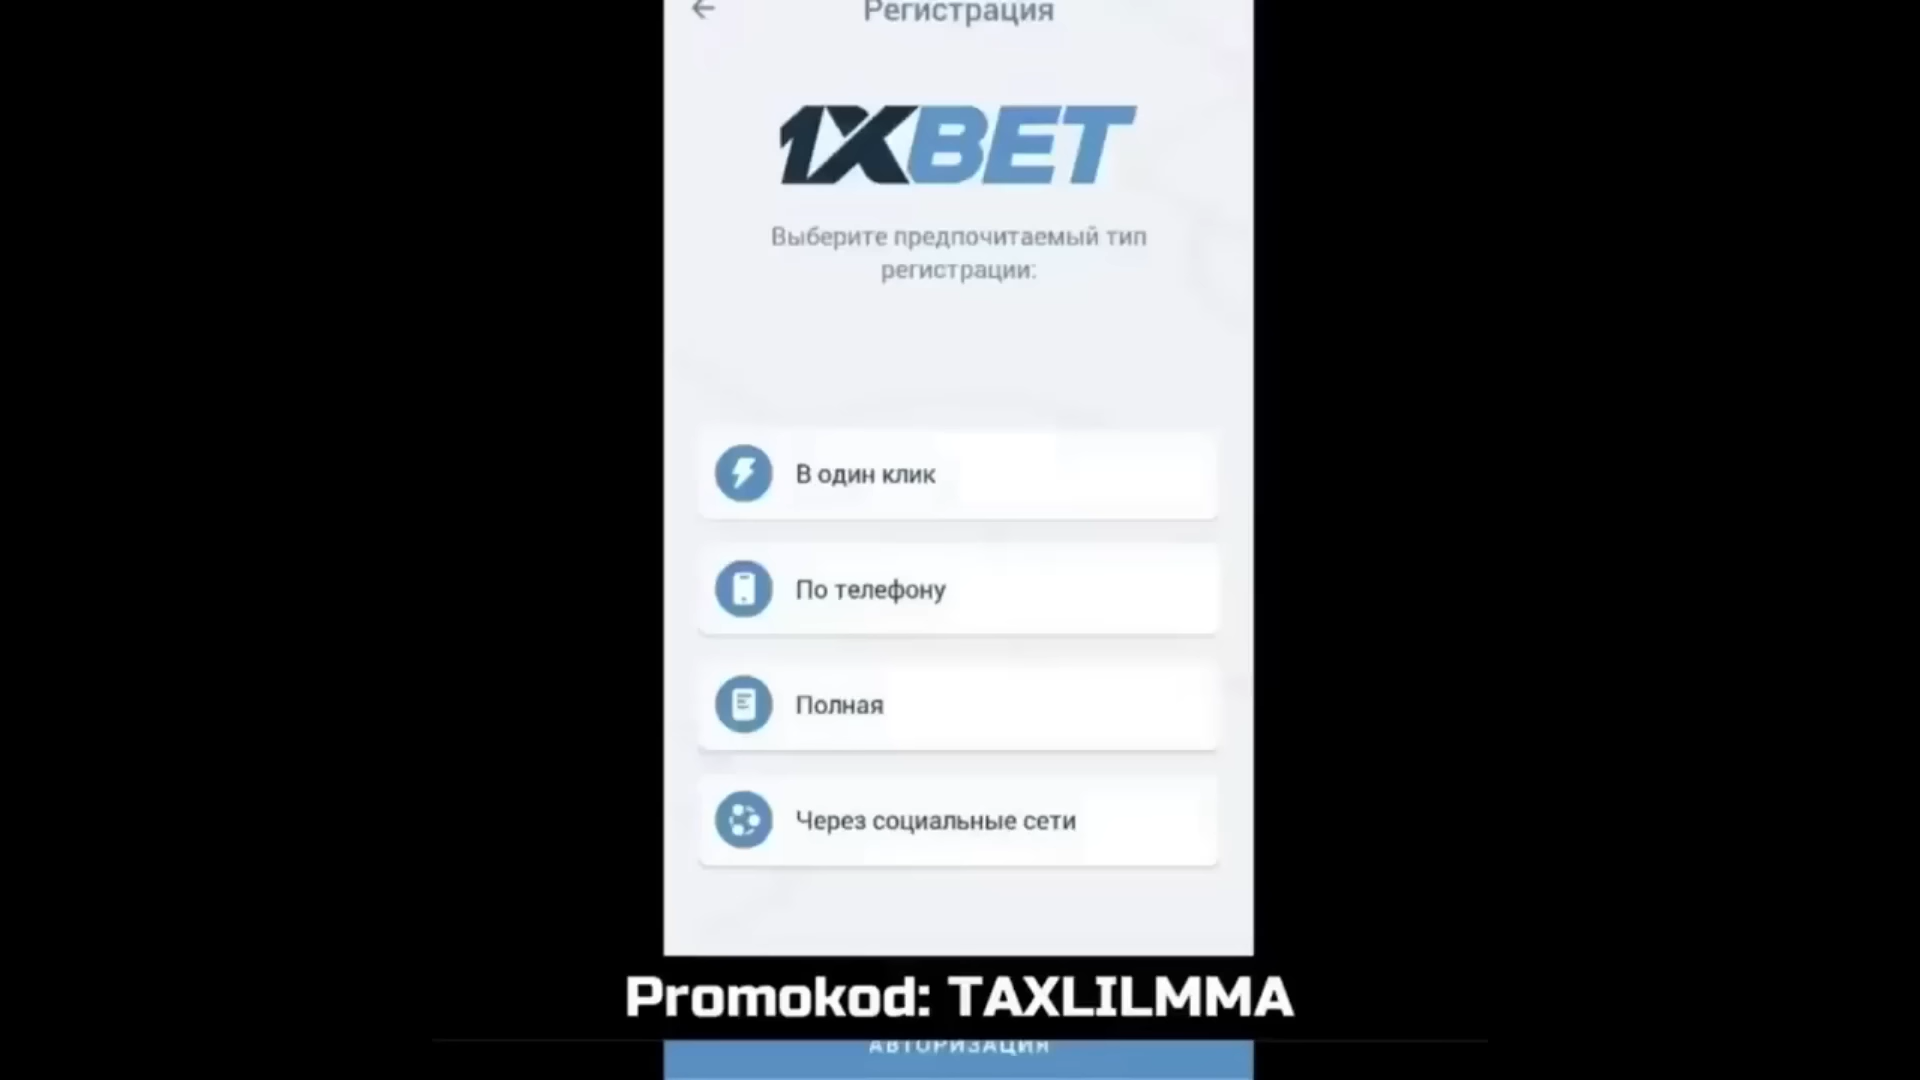 Регистрация
1XBET
Выберите предпочитаемый тип
регистрации:
В один клик
По телефону
Полная
Через социальные сети
Promokod: TAXLILMMA
АВТОРИЗАЦИЯ